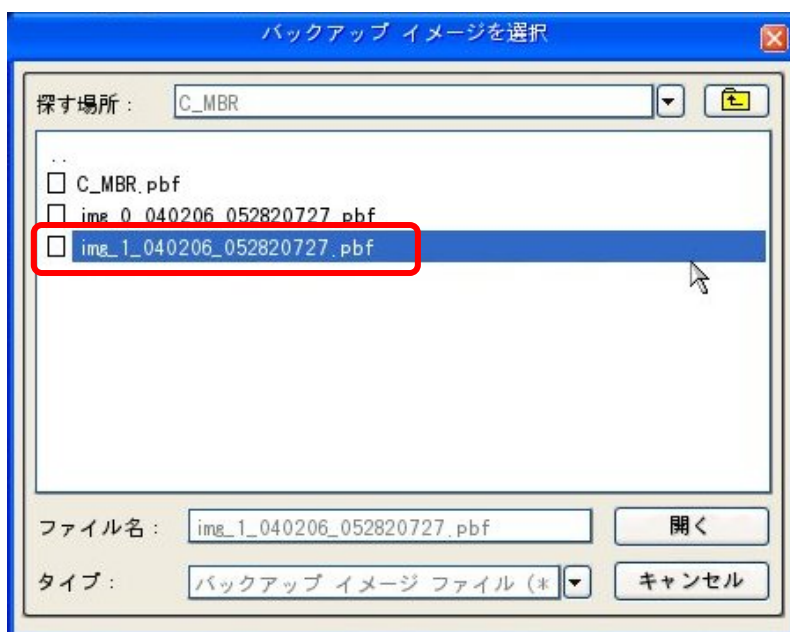 バックアップ イメージを選択
探す場所： C_MBR
..
C_MBR.pbf
img_0_040206_052820727.pbf
img_1_040206_052820727.pbf
ファイル名： img_1_040206_052820727.pbf 開く
タイプ： バックアップ イメージ ファイル (* キャンセル